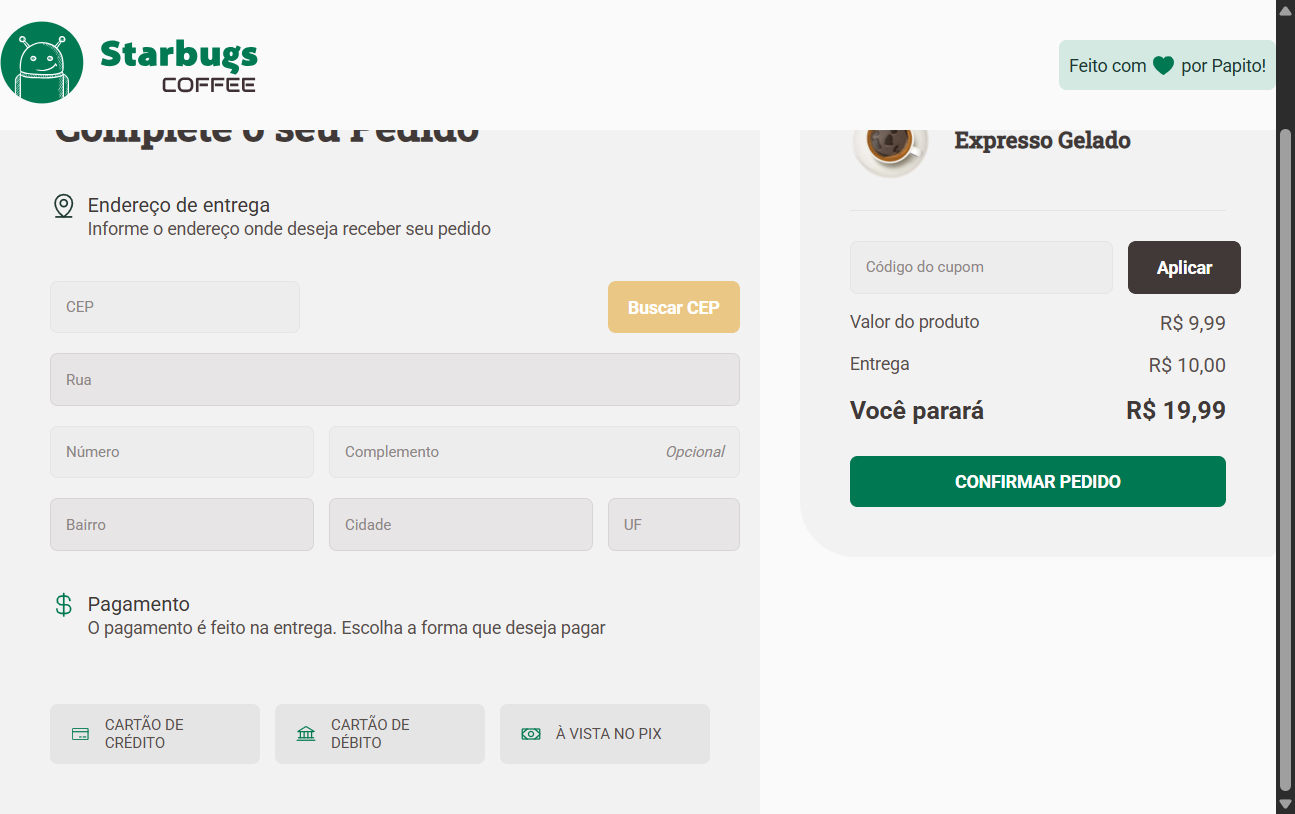 Starbugs
COFFEE
Feito com por Papito!
Complete o seu Pedido
Endereço de entrega
Informe o endereço onde deseja receber seu pedido
CEP
Buscar CEP
Rua
Número
Complemento
Opcional
Bairro
Cidade
UF
Pagamento
O pagamento é feito na entrega. Escolha a forma que deseja pagar
CARTÃO DE
CRÉDITO
CARTÃO DE
DÉBITO
À VISTA NO PIX
Expresso Gelado
Código do cupom
Aplicar
Valor do produto
R$ 9,99
Entrega
R$ 10,00
Você parará
R$ 19,99
CONFIRMAR PEDIDO